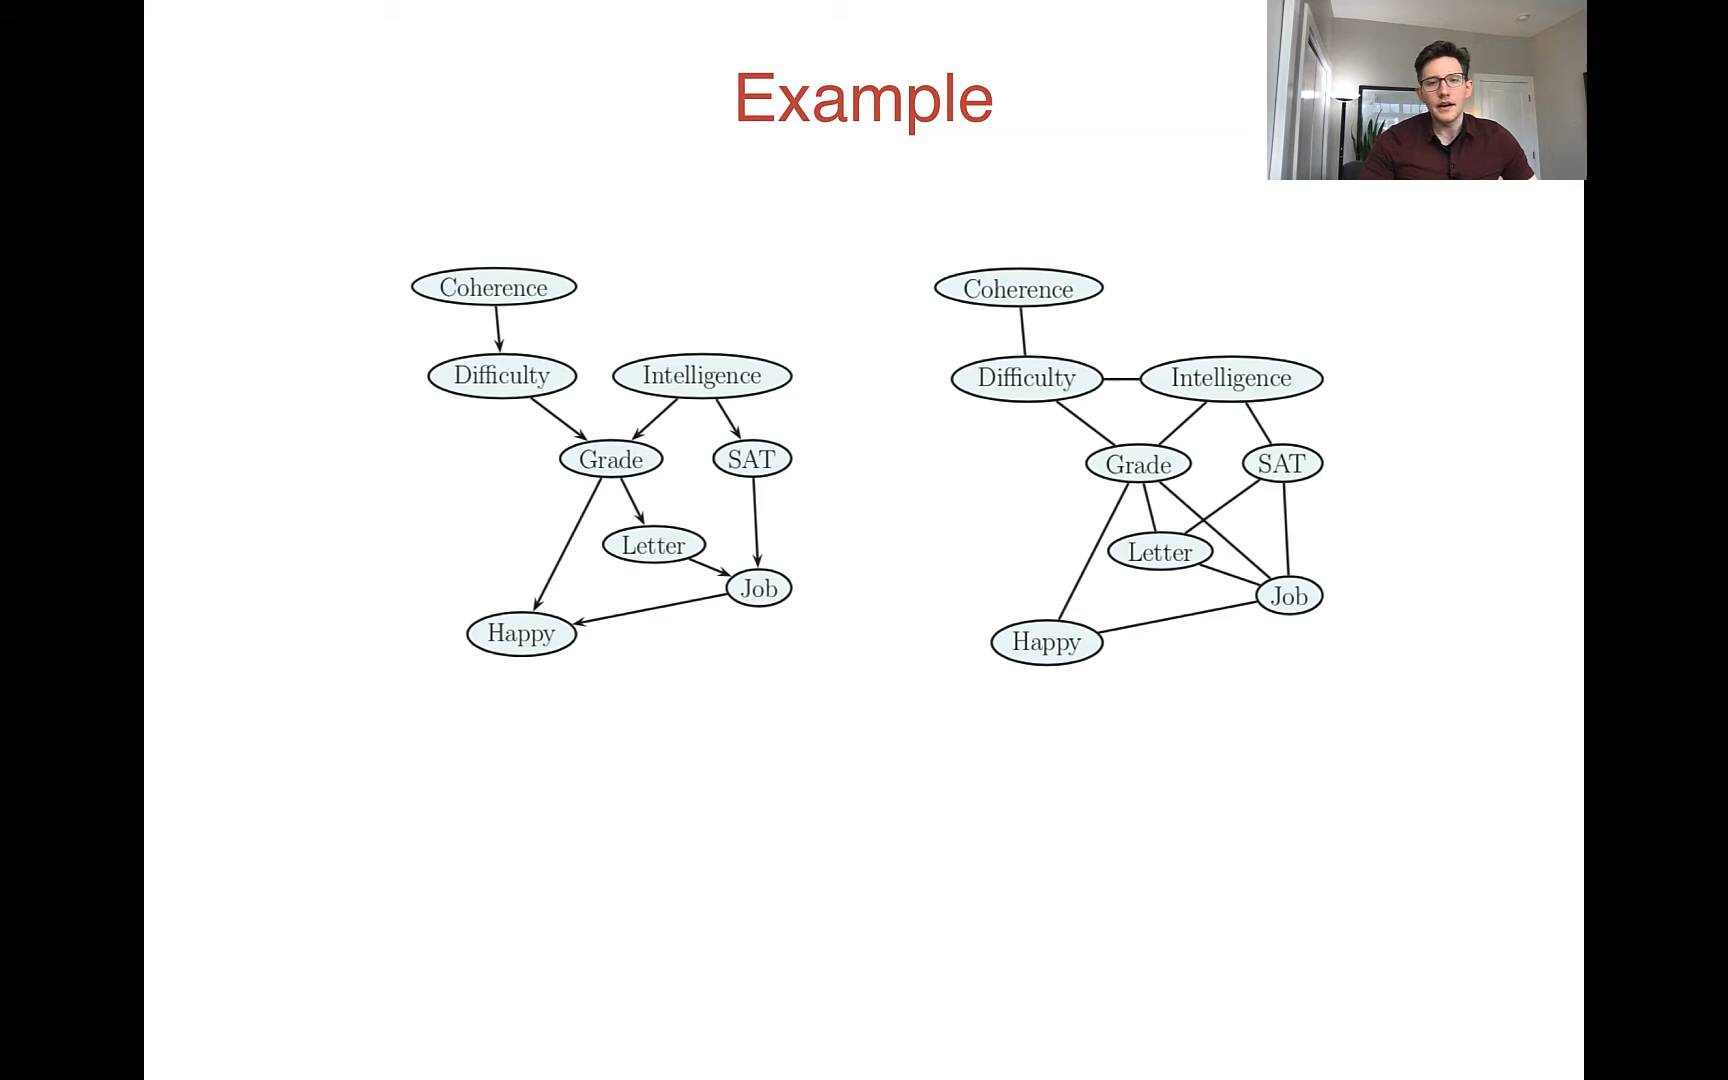 Example
Coherence
Difficulty
Intelligence
Grade
SAT
Letter
Job
Happy
Coherence
Difficulty
Intelligence
Grade
SAT
Letter
Job
Happy